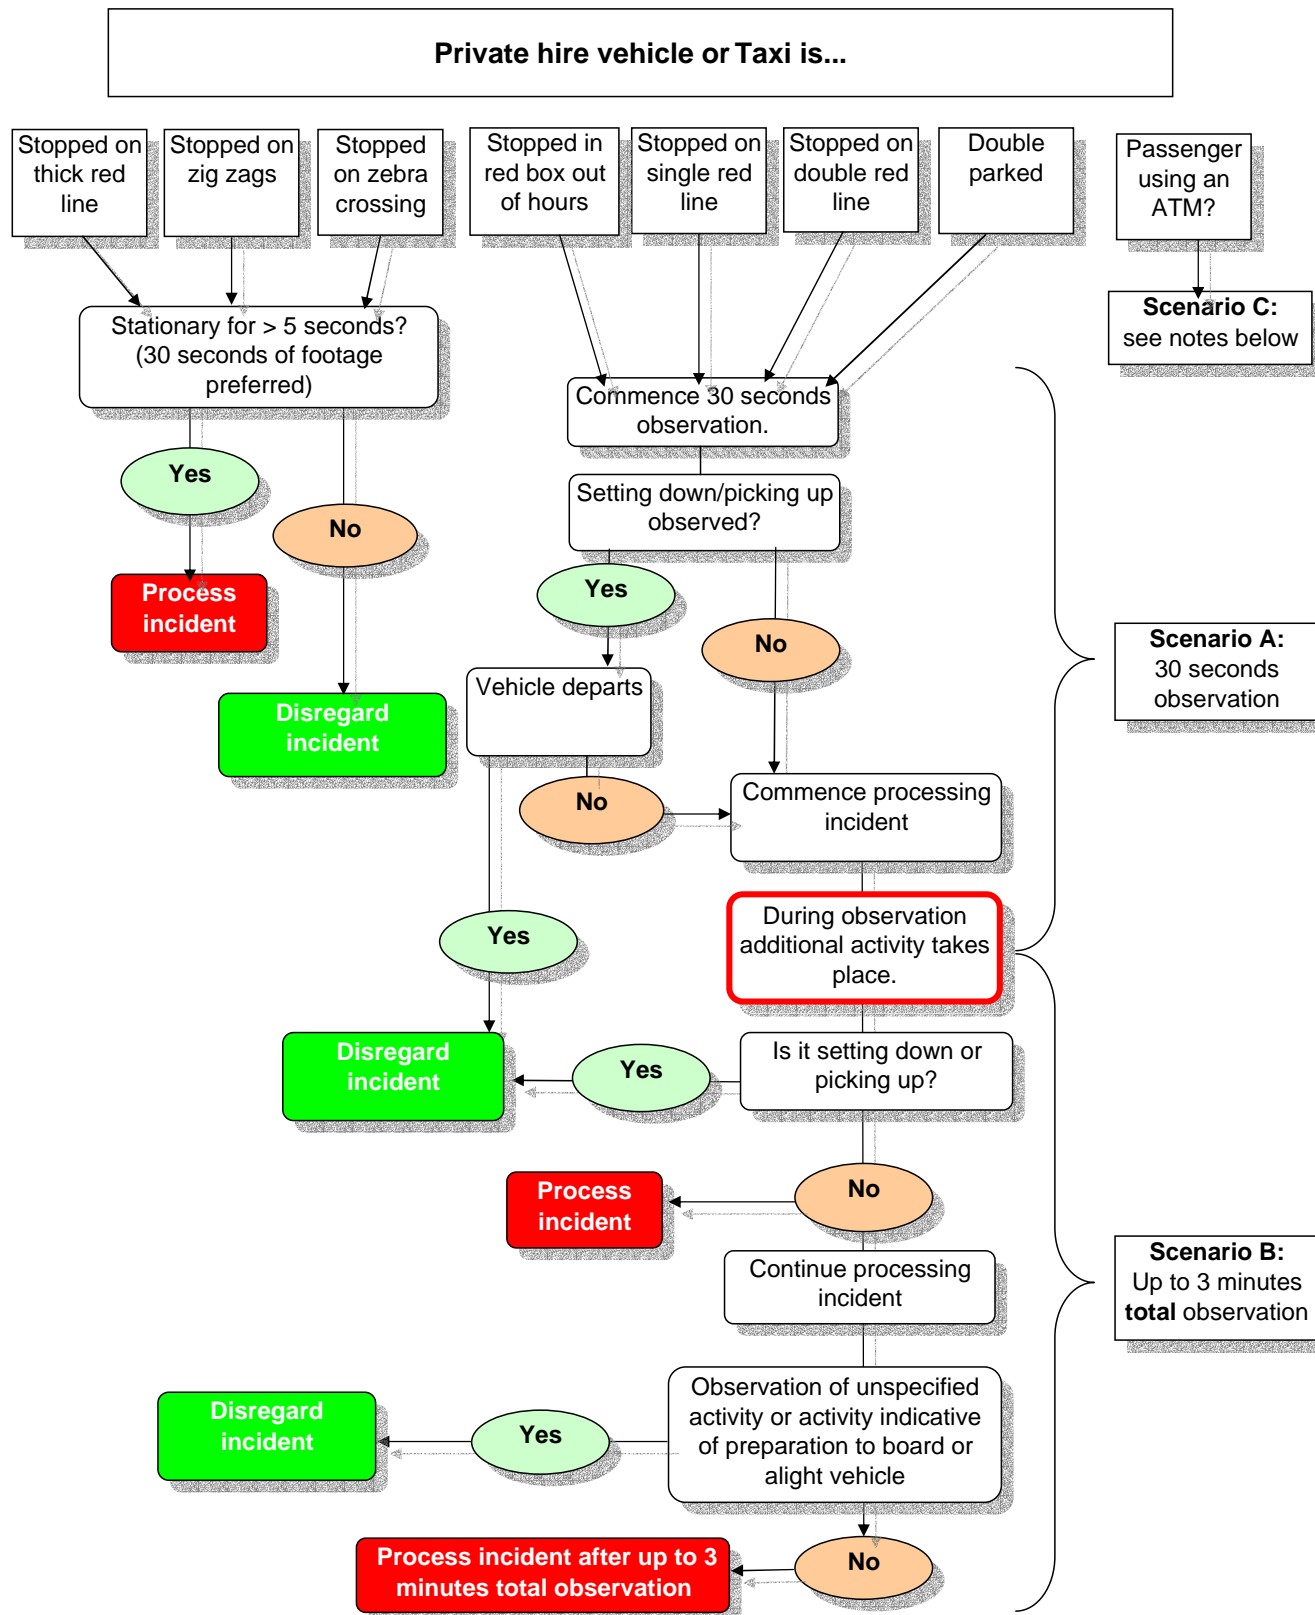 Private hire vehicle or Taxi is...
Stopped on
thick red
line
Stopped on
zig zags
Stopped
on zebra
crossing
Stopped in
red box out
of hours
Stopped on
single red
line
Stopped on
double red
line
Double
parked
Passenger
using an
ATM?
Scenario C:
see notes below
Stationary for > 5 seconds?
(30 seconds of footage
preferred)
Commence 30 seconds
observation.
Yes
No
Setting down/picking up
observed?
Process
incident
Yes
No
Scenario A:
30 seconds
observation
Vehicle departs
Disregard
incident
No
Commence processing
incident
Yes
During observation
additional activity takes
place.
Disregard
incident
Yes
Is it setting down or
picking up?
Process
incident
No
Continue processing
incident
Scenario B:
Up to 3 minutes
total observation
Disregard
incident
Yes
Observation of unspecified
activity or activity indicative
of preparation to board or
alight vehicle
Process incident after up to 3
minutes total observation
No